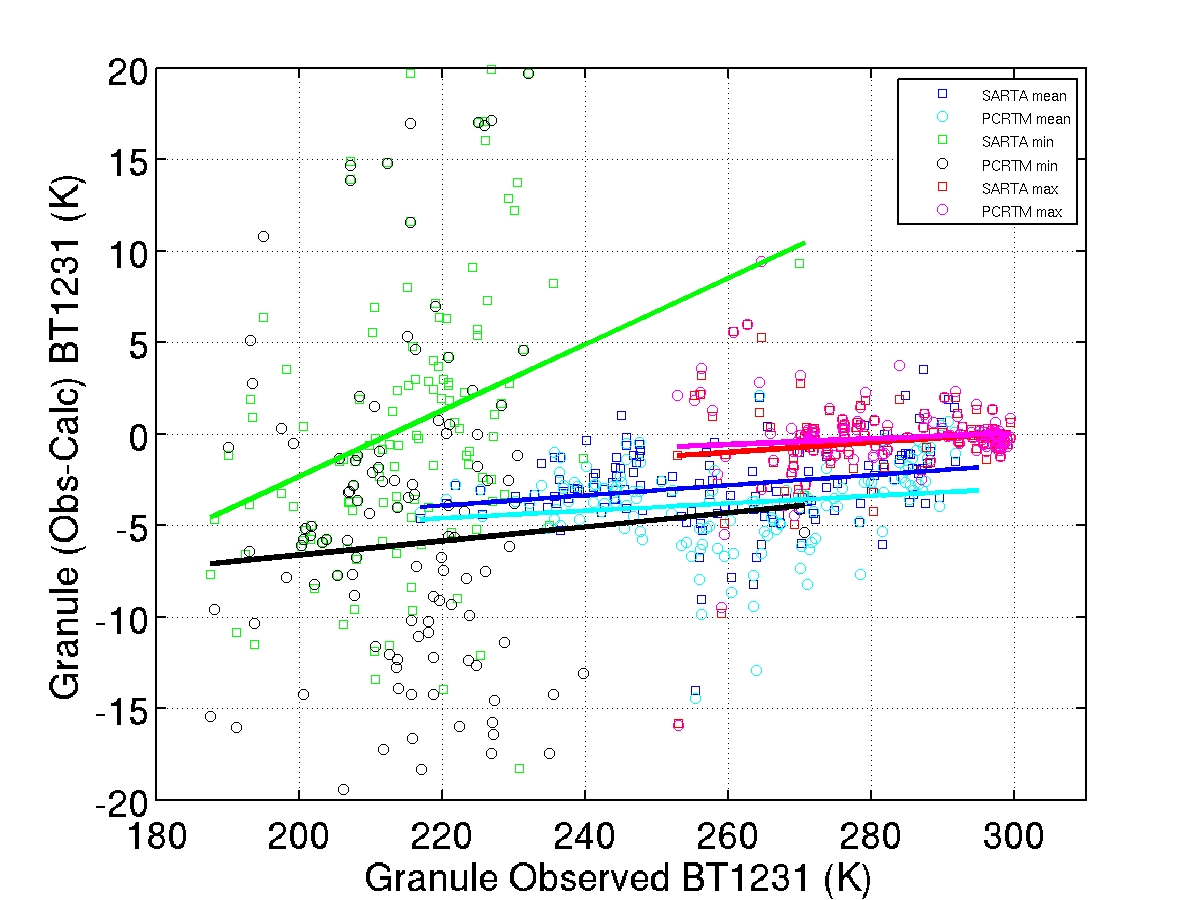 20
15
10
5
0
-5
-10
-15
-20
180 200 220 240 260 280 300
Granule Observed BT1231 (K)
Granule (Obs-Calc) BT1231 (K)
SARTA mean
PCRTM mean
SARTA min
PCRTM min
SARTA max
PCRTM max